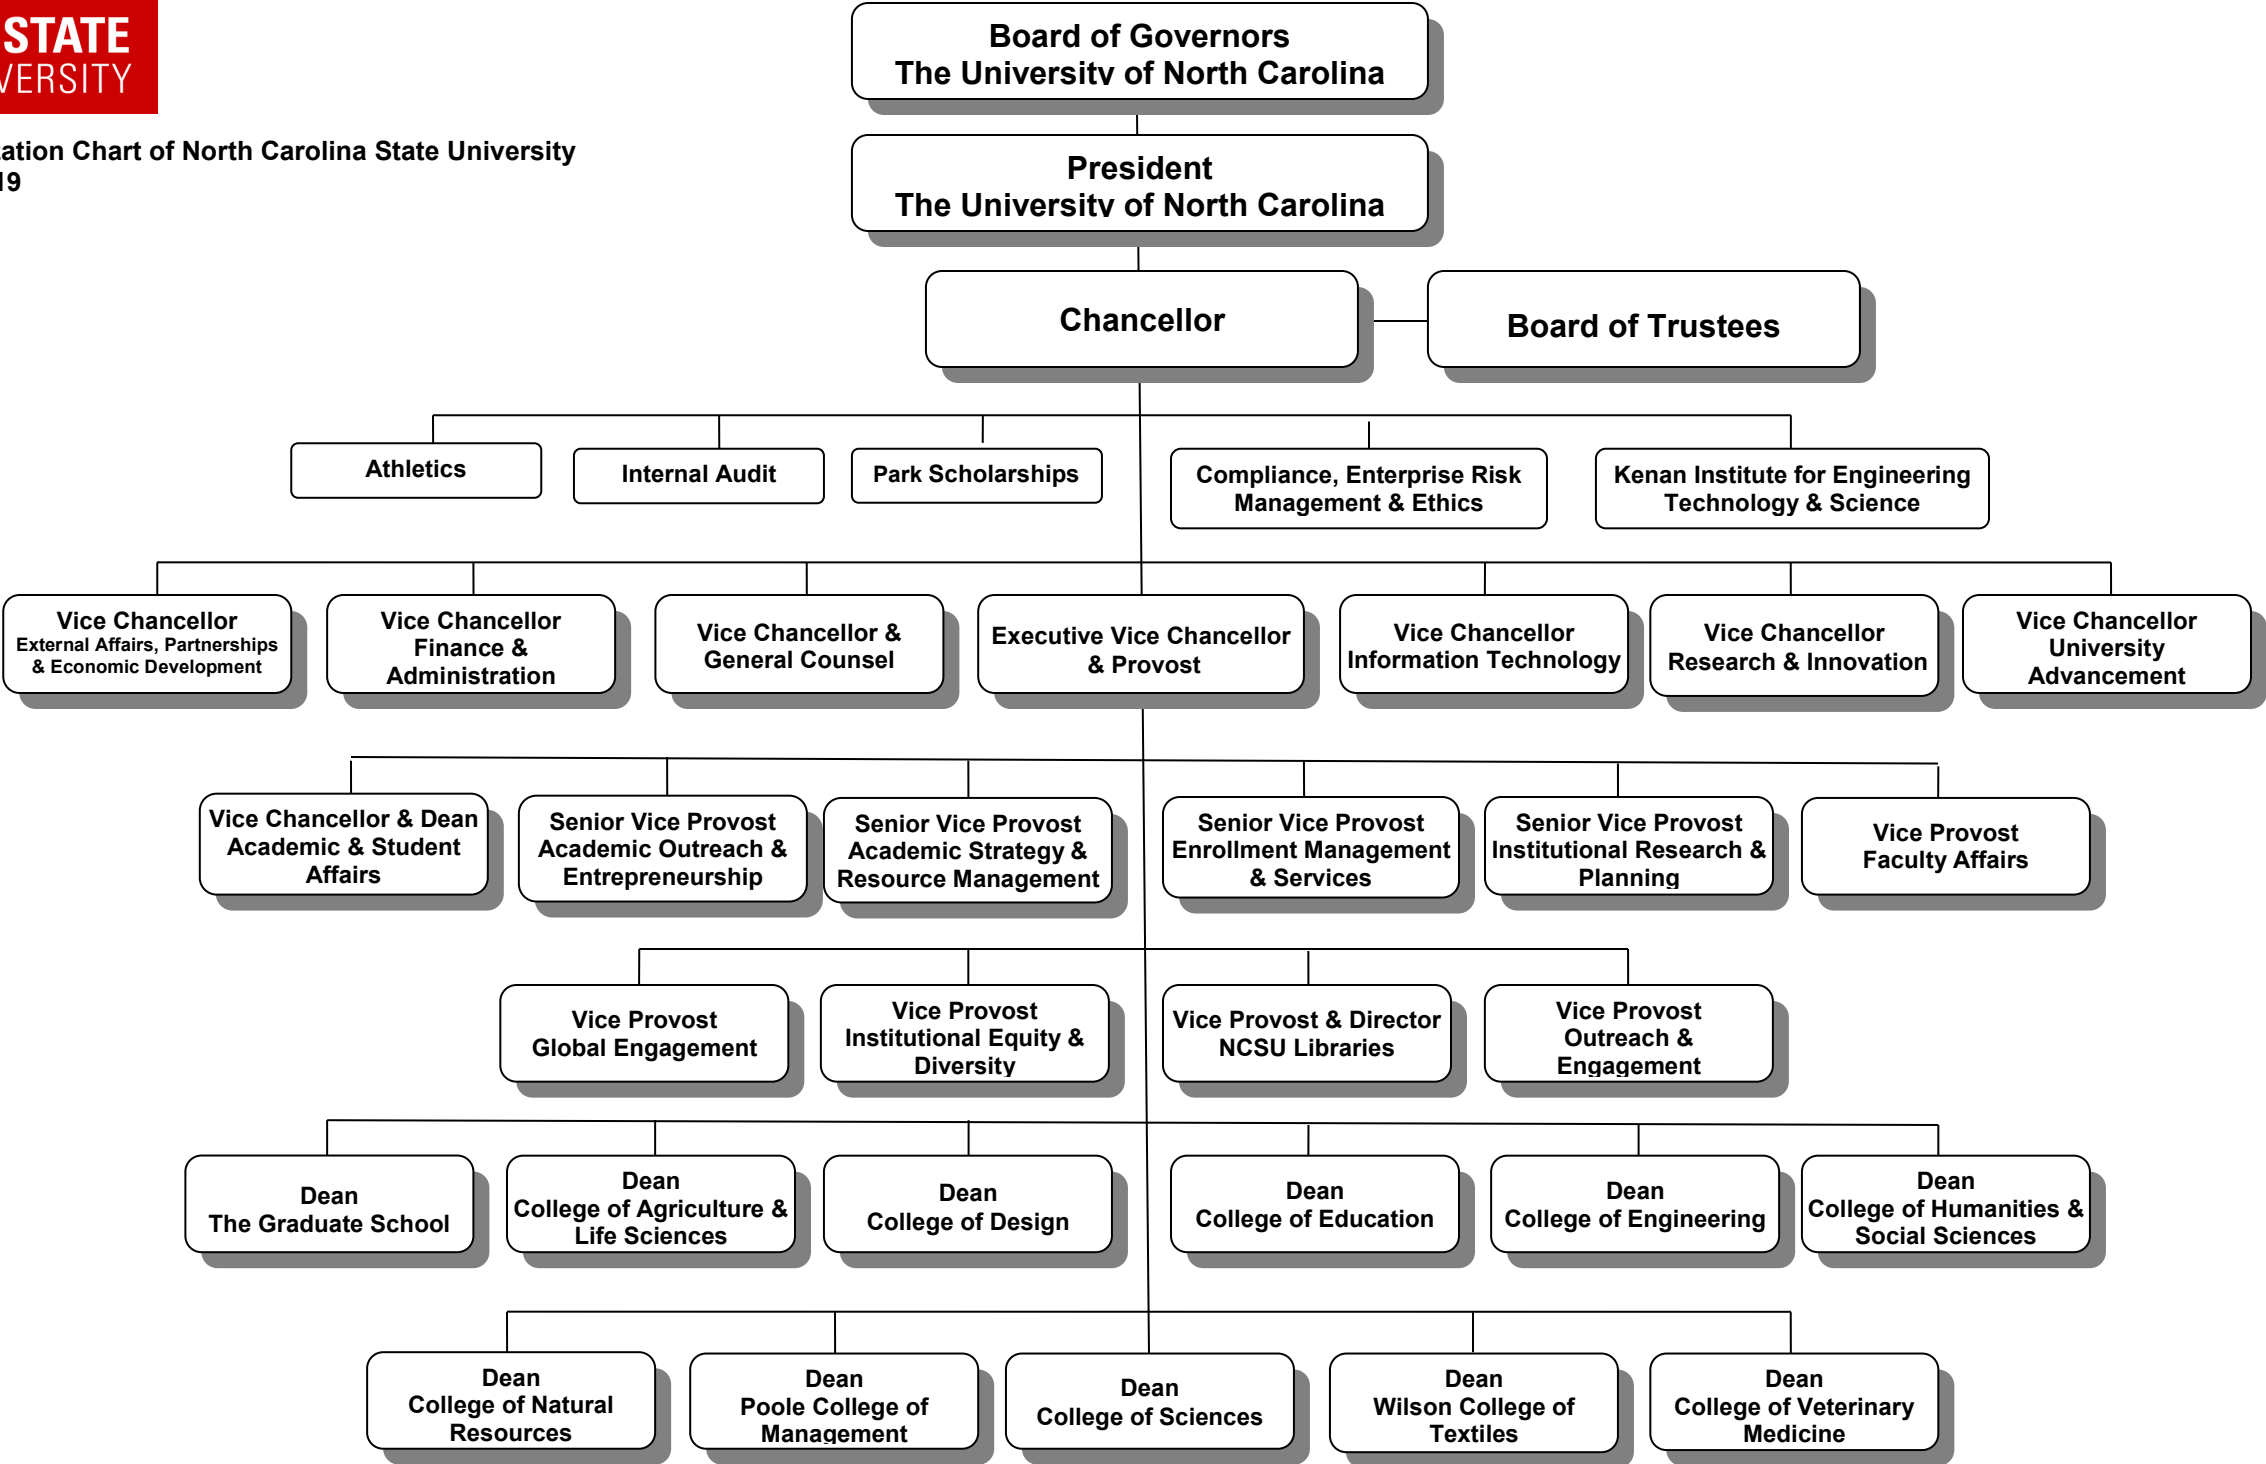 STATE
VERSITY
ation Chart of North Carolina State University
19
Board of Governors
The University of North Carolina
President
The University of North Carolina
Chancellor
Board of Trustees
Athletics
Internal Audit
Park Scholarships
Compliance, Enterprise Risk
Management & Ethics
Kenan Institute for Engineering
Technology & Science
Vice Chancellor
External Affairs, Partnerships
& Economic Development
Vice Chancellor
Finance &
Administration
Vice Chancellor &
General Counsel
Executive Vice Chancellor
& Provost
Vice Chancellor
Information Technology
Vice Chancellor
Research & Innovation
Vice Chancellor
University
Advancement
Vice Chancellor & Dean
Academic & Student
Affairs
Senior Vice Provost
Academic Outreach &
Entrepreneurship
Senior Vice Provost
Academic Strategy &
Resource Management
Senior Vice Provost
Enrollment Management
& Services
Senior Vice Provost
Institutional Research &
Planning
Vice Provost
Faculty Affairs
Vice Provost
Global Engagement
Vice Provost
Institutional Equity &
Diversity
Vice Provost & Director
NCSU Libraries
Vice Provost
Outreach &
Engagement
Dean
The Graduate School
Dean
College of Agriculture &
Life Sciences
Dean
College of Design
Dean
College of Education
Dean
College of Engineering
Dean
College of Humanities &
Social Sciences
Dean
College of Natural
Resources
Dean
Poole College of
Management
Dean
College of Sciences
Dean
Wilson College of
Textiles
Dean
College of Veterinary
Medicine